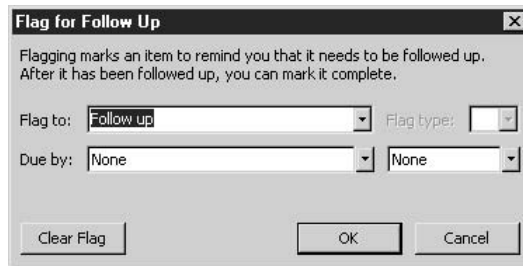 Flag for Follow Up
Flagging marks an item to remind you that it needs to be followed up.
After it has been followed up, you can mark it complete.
Flag to: Follow up Flag type:
Due by: None None
Clear Flag OK Cancel